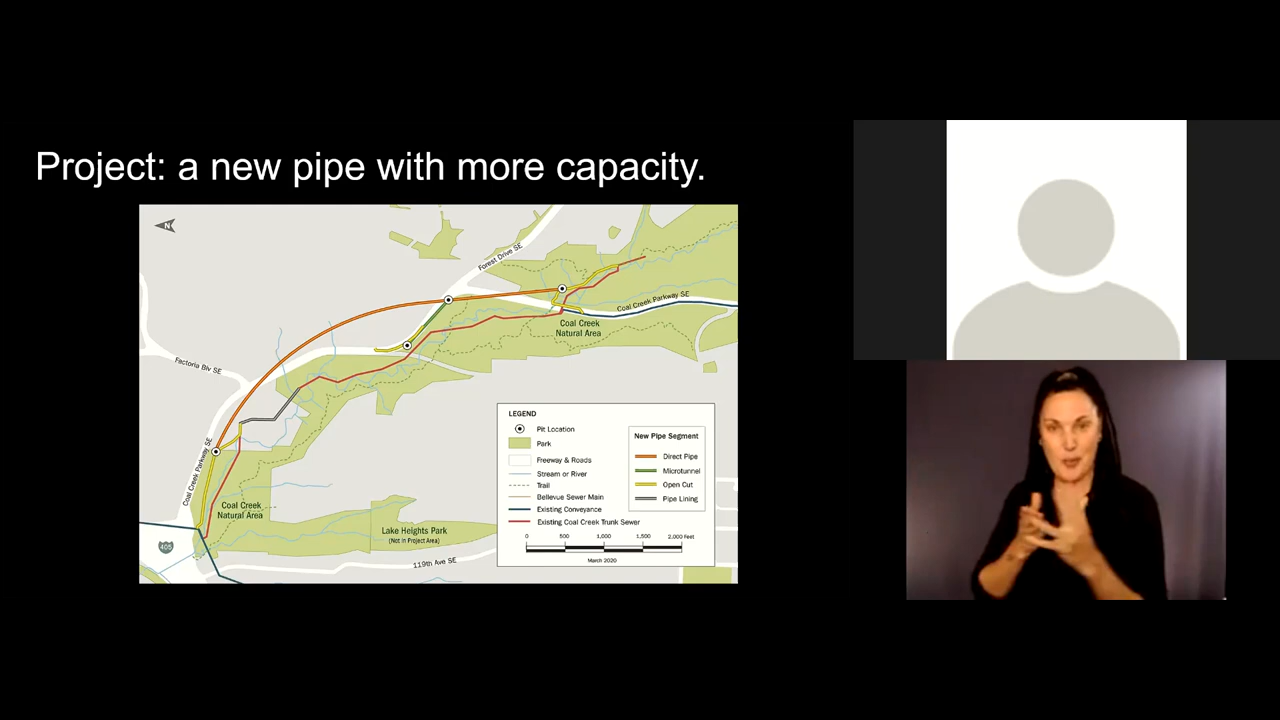 Project: a new pipe with more capacity.
N
Forest Drive SE
Coal Creek Parkway SE
Coal Creek
Natural Area
Factoria Blv SE
Coal Creek Parkway SE
Coal Creek
Natural Area
Lake Heights Park
(Not in Project Area)
405
119th Ave SE
LEGEND
Pit Location
Park
Freeway & Roads
Stream or River
Trail
Bellevue Sewer Main
Existing Conveyance
Existing Coal Creek Trunk Sewer
New Pipe Segment
Direct Pipe
Microtunnel
Open Cut
Pipe Lining
0 500 1,000 1,500 2,000 Feet
March 2020